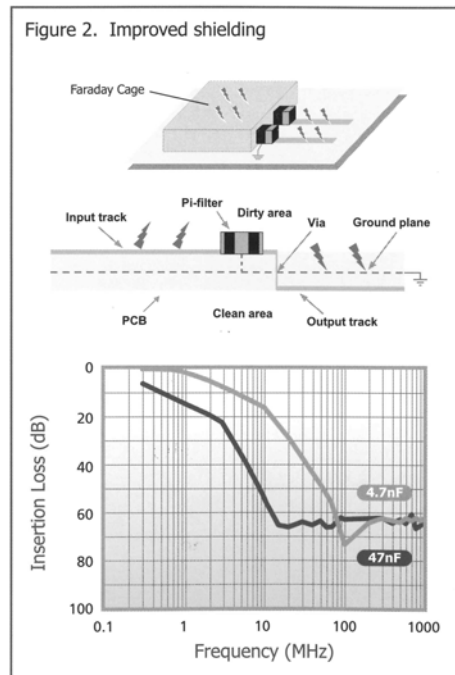 Figure 2. Improved shielding
Faraday Cage
Pi-filter
Input track
Dirty area
Via
Ground plane
PCB
Clean area
Output track
Insertion Loss (dB)
0
20
40
60
80
100
4.7nF
47nF
0.1
1
10
100
1000
Frequency (MHz)